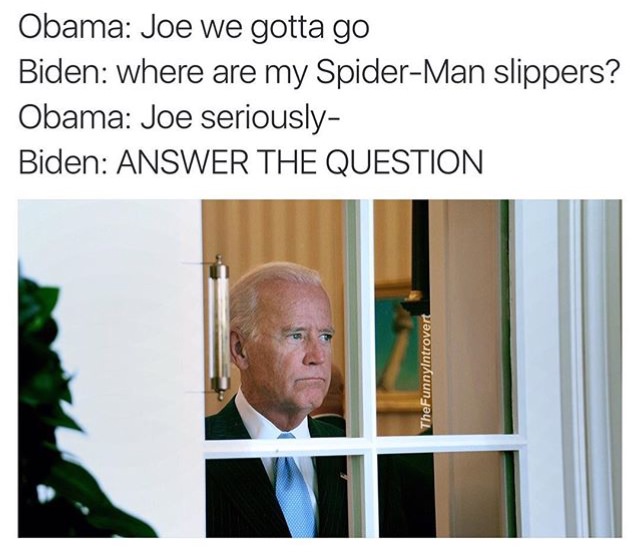 Obama: Joe we gotta go
Biden: where are my Spider-Man slippers?
Obama: Joe seriously-
Biden: ANSWER THE QUESTION
TheFunnyIntrovert